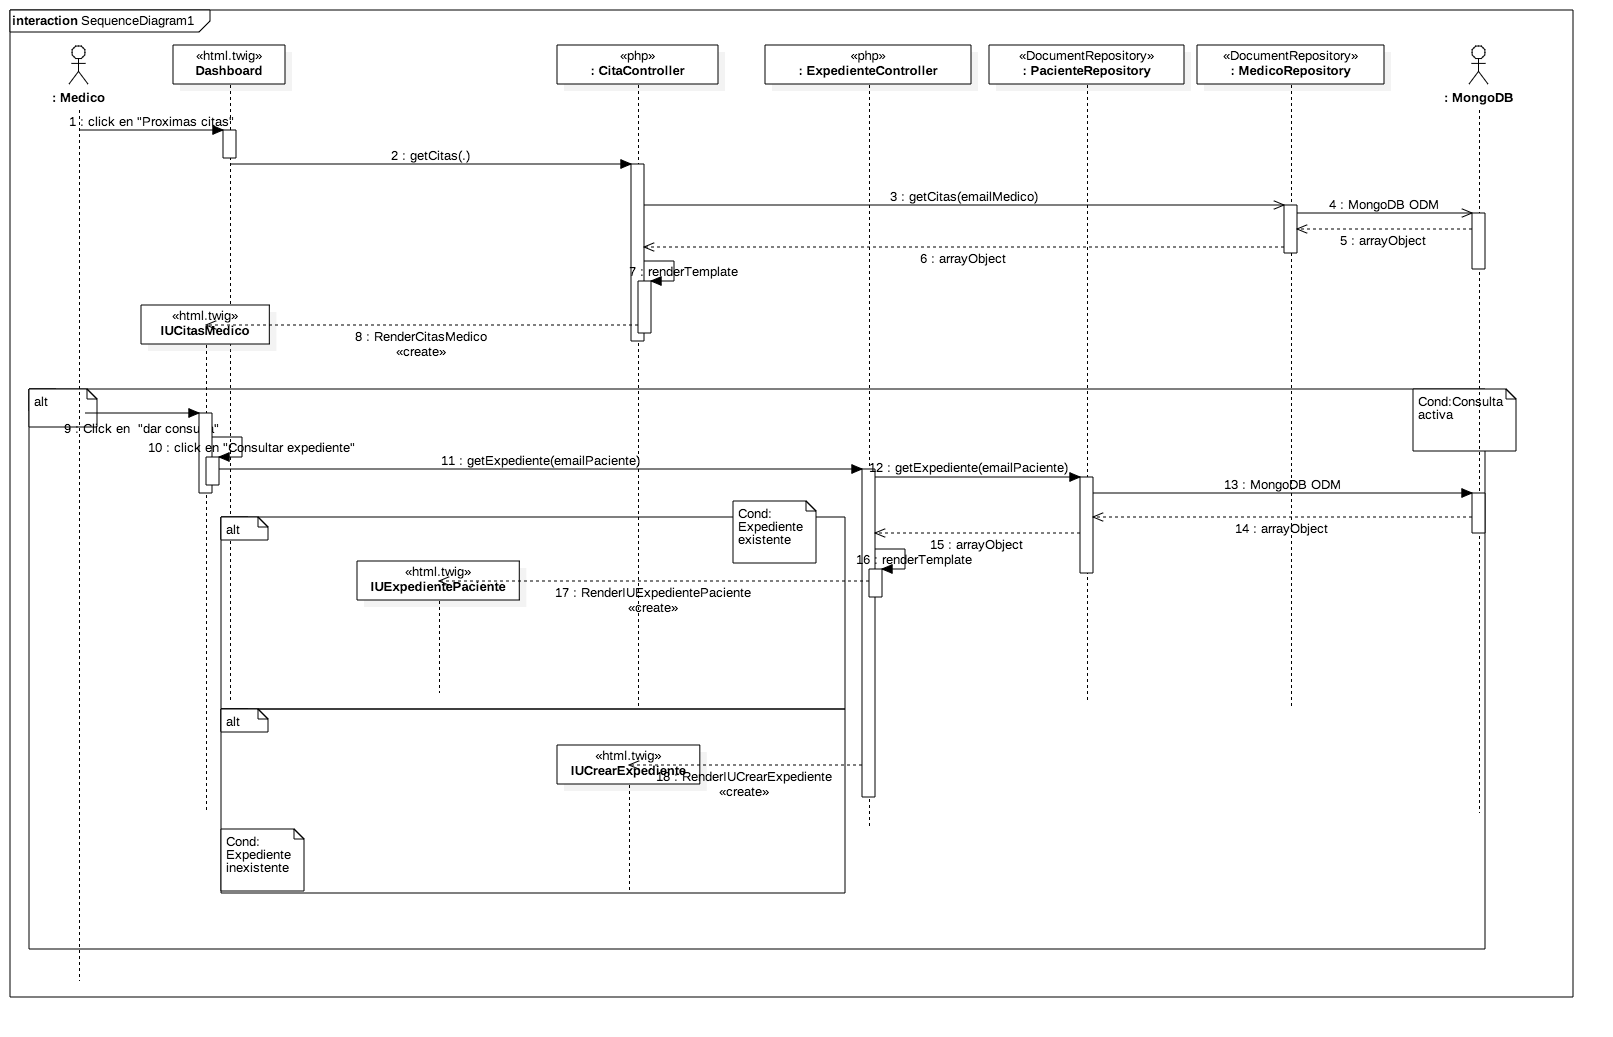 interaction SequenceDiagram1
: Medico
«html.twig»
Dashboard
«php»
: CitaController
«php»
: ExpedienteController
«DocumentRepository»
: PacienteRepository
«DocumentRepository»
: MedicoRepository
: MongoDB
1 : click en "Proximas citas"
2 : getCitas(.)
3 : getCitas(emailMedico)
4 : MongoDB ODM
5 : arrayObject
6 : arrayObject
7 : renderTemplate
«html.twig»
IUCitasMedico
8 : RenderCitasMedico
«create»
alt
Cond:Consulta
activa
9 : Click en "dar consulta"
10 : click en "Consultar expediente"
11 : getExpediente(emailPaciente)
12 : getExpediente(emailPaciente)
13 : MongoDB ODM
14 : arrayObject
15 : arrayObject
16 : renderTemplate
alt
Cond:
Expediente
existente
«html.twig»
IUExpedientePaciente
17 : RenderIUExpedientePaciente
«create»
alt
«html.twig»
IUCrearExpediente
18 : RenderIUCrearExpediente
«create»
Cond:
Expediente
inexistente